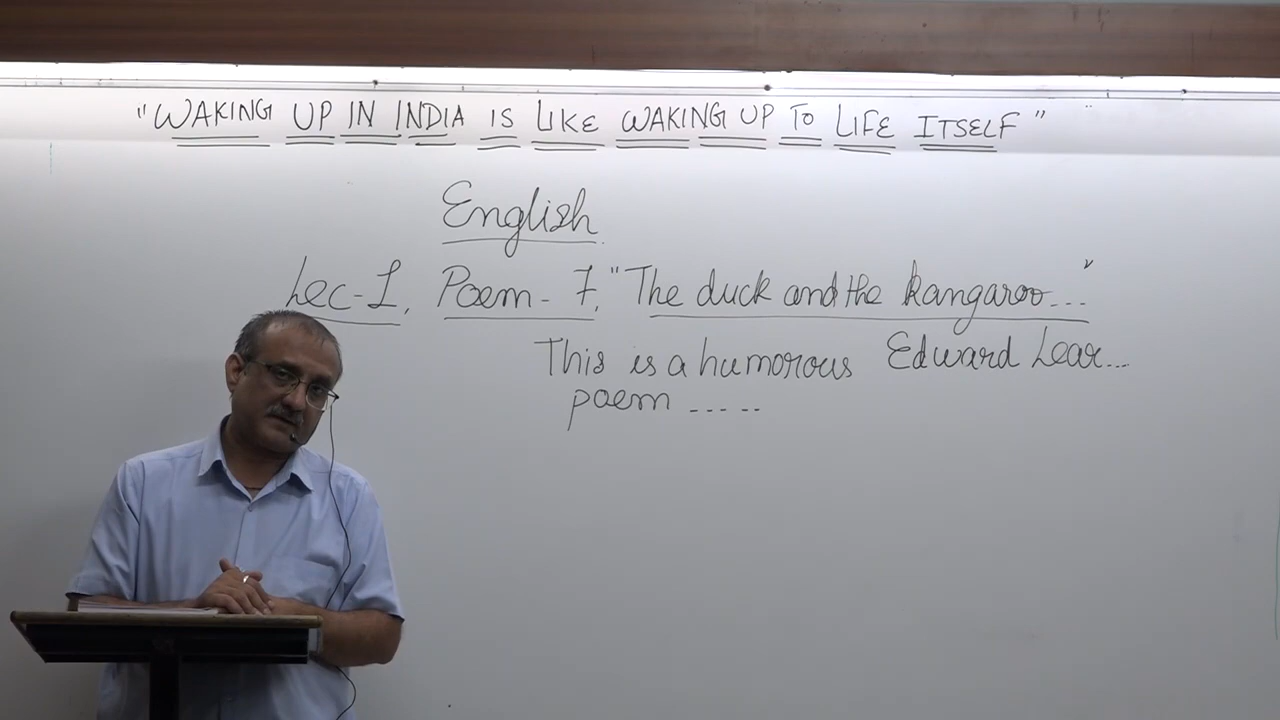 "WAKING UP IN INDIA IS LIKE WAKING UP TO LIFE ITSELF"
English
Lec-1, Poem - 7, "The duck and the kangaroo..."
This is a humorous Edward Lear...
poem .....